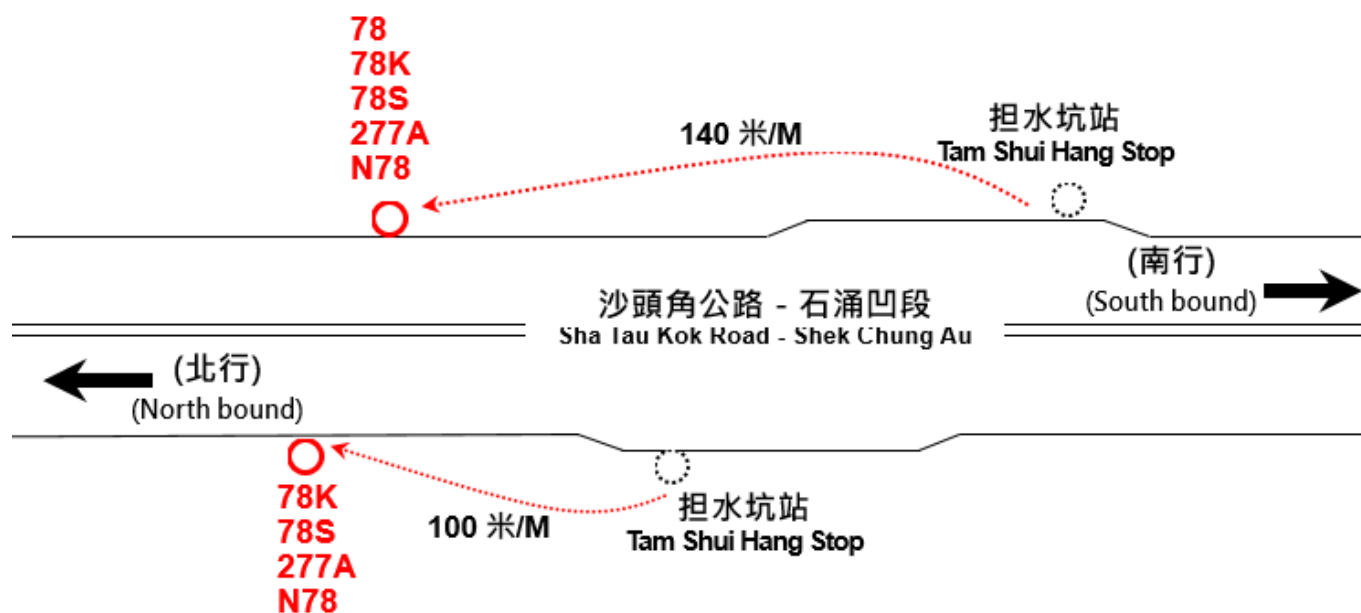 78
78K
78S
277A
N78
140 米/M
担水坑站
Tam Shui Hang Stop
(南行)
(South bound)
沙頭角公路 - 石涌凹段
Sha Tau Kok Road - Shek Chung Au
(北行)
(North bound)
78K
78S
277A
N78
100 米/M
担水坑站
Tam Shui Hang Stop